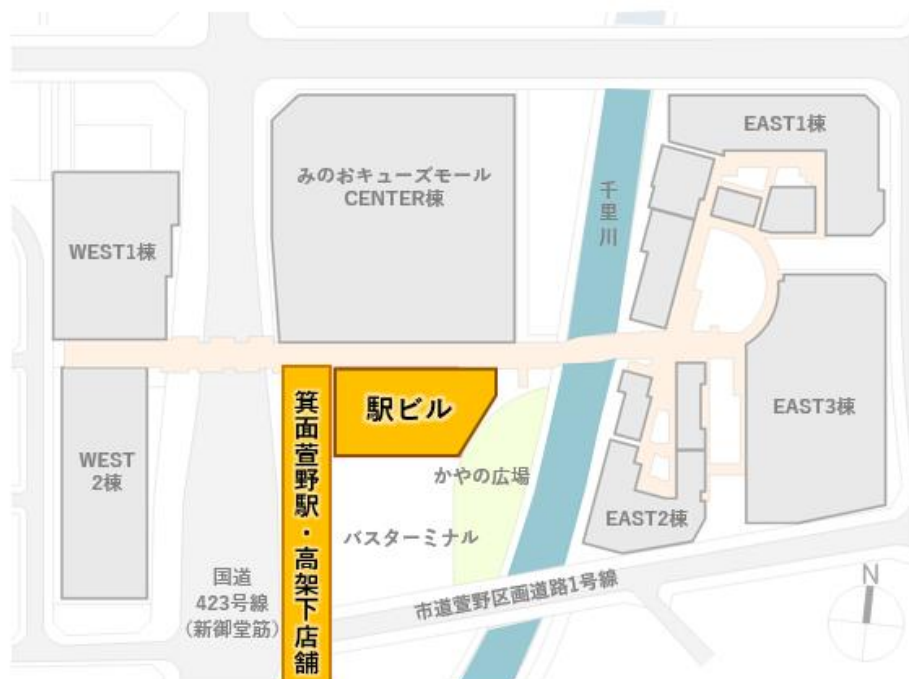 EAST1棟
みのおキューズモール
CENTER棟
千里川
WEST1棟
駅ビル
箕面萱野駅・高架下店舗
EAST3棟
WEST
2棟
かやの広場
EAST2棟
バスターミナル
国道
423号線
(新御堂筋)
市道萱野区画道路1号線
N